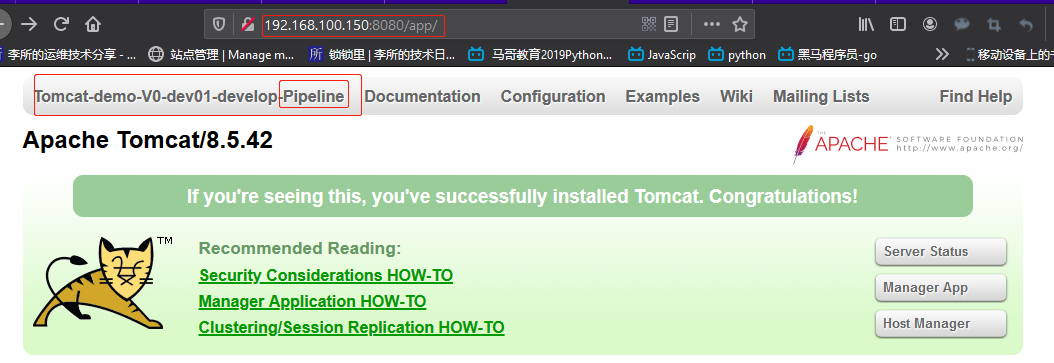 192.168.100.150:8080/app/
李所的运维技术分享 - ...
站点管理 | Manage m...
所 锁锁里 | 李所的技术日...
马哥教育2019Python...
JavaScrip
python
黑马程序员-go
移动设备上的书
Tomcat-demo-V0-dev01-develop-Pipeline Documentation Configuration Examples Wiki Mailing Lists Find Help
Apache Tomcat/8.5.42
THE APACHE SOFTWARE FOUNDATION
http://www.apache.org/
If you're seeing this, you've successfully installed Tomcat. Congratulations!
TM
Recommended Reading:
Security Considerations HOW-TO
Manager Application HOW-TO
Clustering/Session Replication HOW-TO
Server Status
Manager App
Host Manager